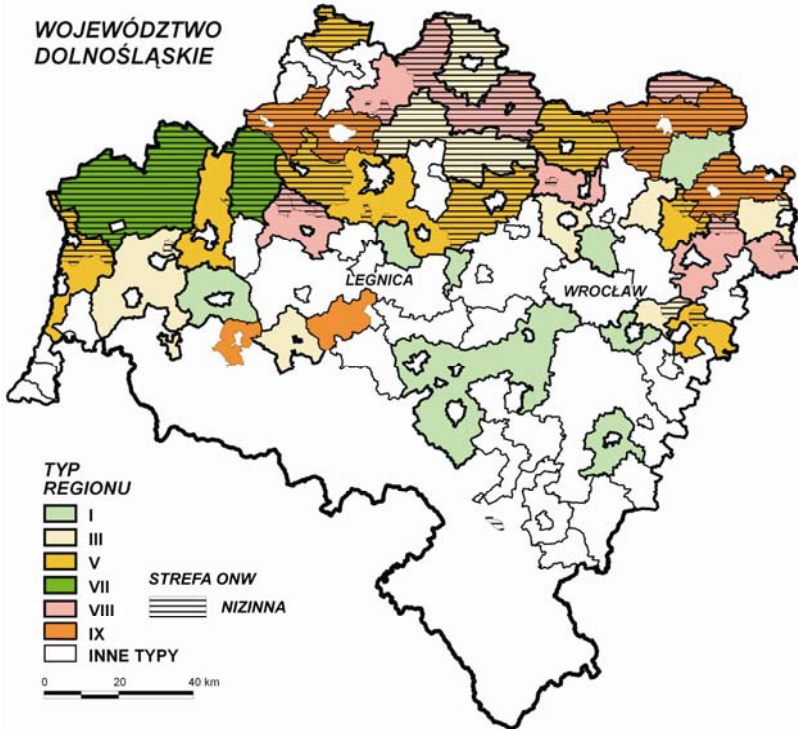 WOJEWÓDZTWO
DOLNOŚLĄSKIE
LEGNICA
WROCŁAW
TYP
REGIONU
I
III
V
VII
VIII
IX
INNE TYPY
STREFA ONW
NIZINNA
0 20 40 km